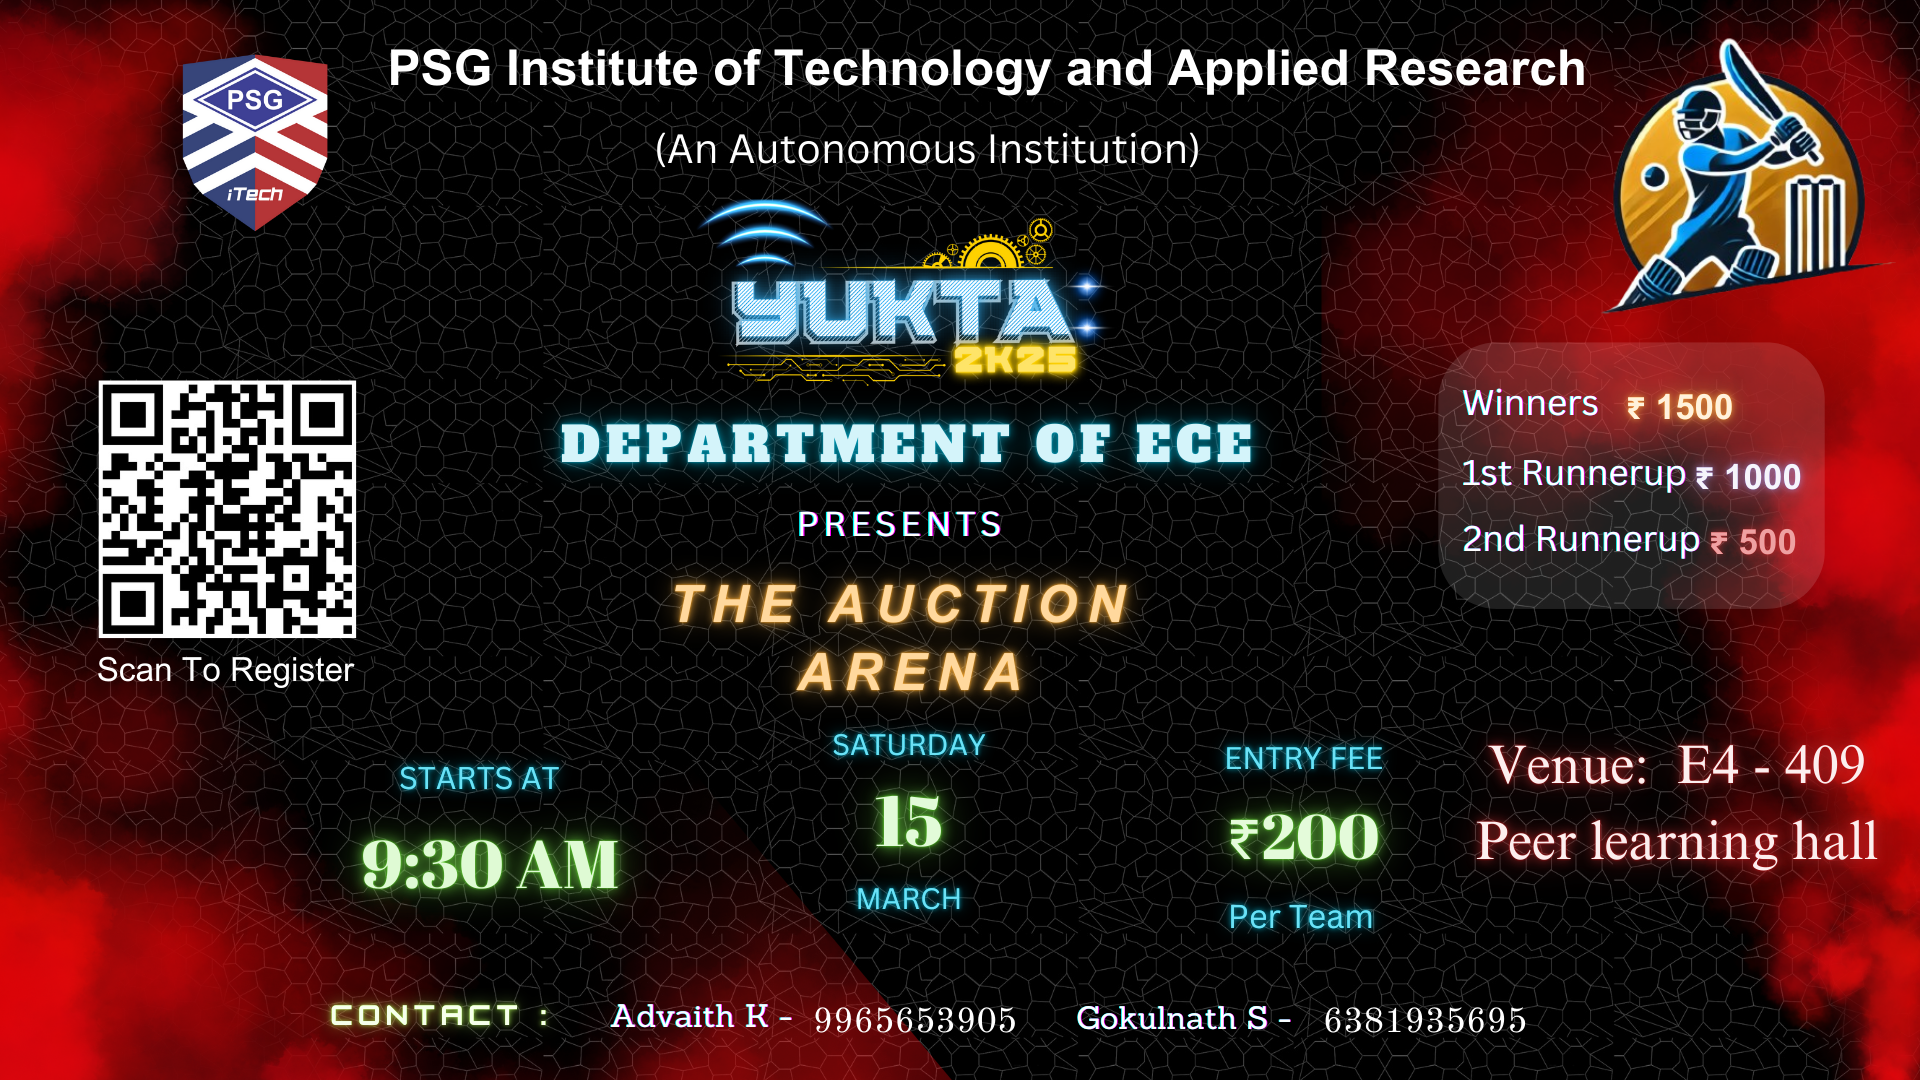 PSG Institute of Technology and Applied Research
(An Autonomous Institution)
PSG
iTech
YUKTA
2K25
DEPARTMENT OF ECE
PRESENTS
THE AUCTION
ARENA
Scan To Register
Winners ₹ 1500
1st Runnerup ₹ 1000
2nd Runnerup ₹ 500
STARTS AT
9:30 AM
SATURDAY
15
MARCH
ENTRY FEE
₹200
Per Team
Venue: E4 - 409
Peer learning hall
CONTACT : Advaith K - 9965653905 Gokulnath S - 6381935695